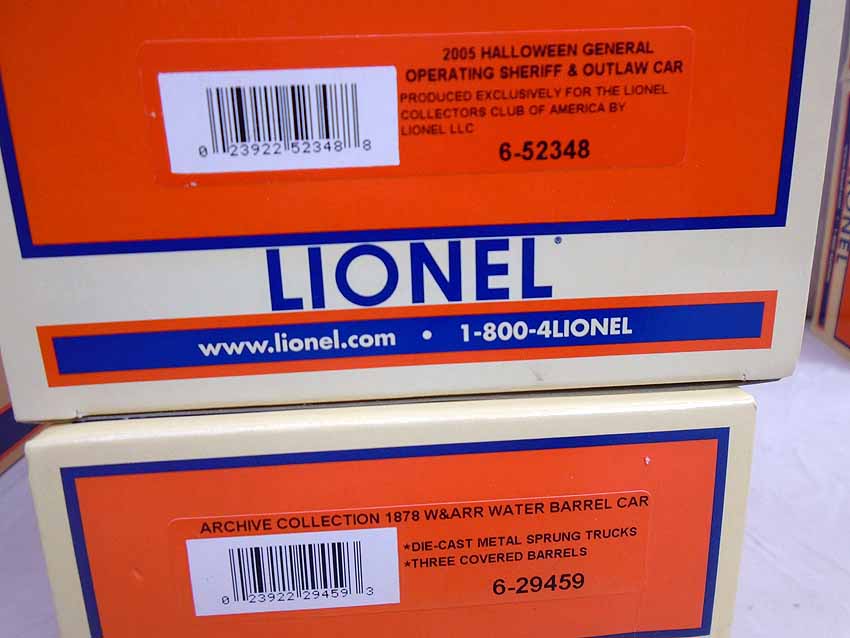 2005 HALLOWEEN GENERAL
OPERATING SHERIFF & OUTLAW CAR
PRODUCED EXCLUSIVELY FOR THE LIONEL
COLLECTORS CLUB OF AMERICA BY
LIONEL LLC
6-52348
0 23922 52348 8
LIONEL®
www.lionel.com • 1-800-4LIONEL
ARCHIVE COLLECTION 1878 W&ARR WATER BARREL CAR
*DIE-CAST METAL SPRUNG TRUCKS
*THREE COVERED BARRELS
6-29459
0 23922 29459 3